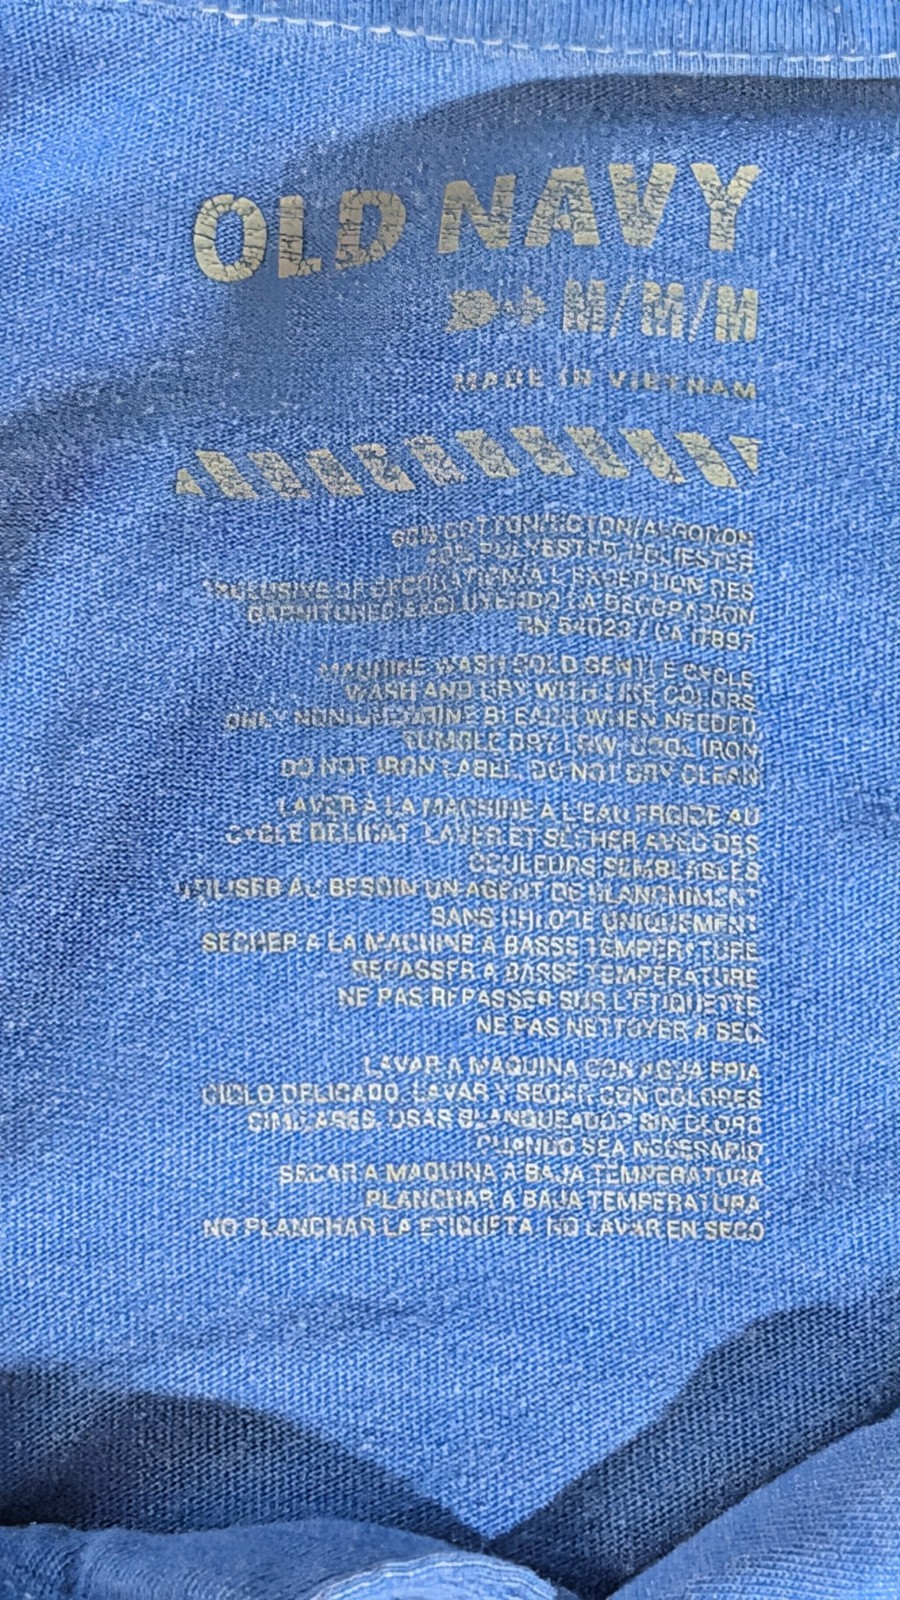 OLD NAVY
M/M/M
MADE IN VIETNAM
60% COTTON/COTON/ALGODON
40% POLYESTER/POLIESTER
EXCLUSIVE OF DECORATION/A L'EXCEPTION DES
GARNITURES/EXCLUYENDO LA DECORACION
RN 54023 / CA 17897
MACHINE WASH COLD GENTLE CYCLE
WASH AND DRY WITH LIKE COLORS
ONLY NON-CHLORINE BLEACH WHEN NEEDED,
TUMBLE DRY LOW, COOL IRON,
DO NOT IRON LABEL, DO NOT DRY CLEAN
LAVER À LA MACHINE À L'EAU FROIDE AU
CYCLE DELICAT, LAVER ET SÉCHER AVEC DES
COULEURS SEMBLABLES
UTILISER AU BESOIN UN AGENT DE BLANCHIMENT
SANS CHLORE UNIQUEMENT
SECHER A LA MACHINE À BASSE TEMPERATURE
REPASSER A BASSE TEMPERATURE
NE PAS REPASSER SUR L'ETIQUETTE
NE PAS NETTOYER A SEC.
LAVAR A MAQUINA CON AGUA FRIA
CICLO DELICADO, LAVAR Y SECAR CON COLORES
SIMILARES, USAR BLANQUEADOR SIN CLORO
CUANDO SEA NECESARIO
SECAR A MAQUINA A BAJA TEMPERATURA
PLANCHAR A BAJA TEMPERATURA,
NO PLANCHAR LA ETIQUETA, NO LAVAR EN SECO